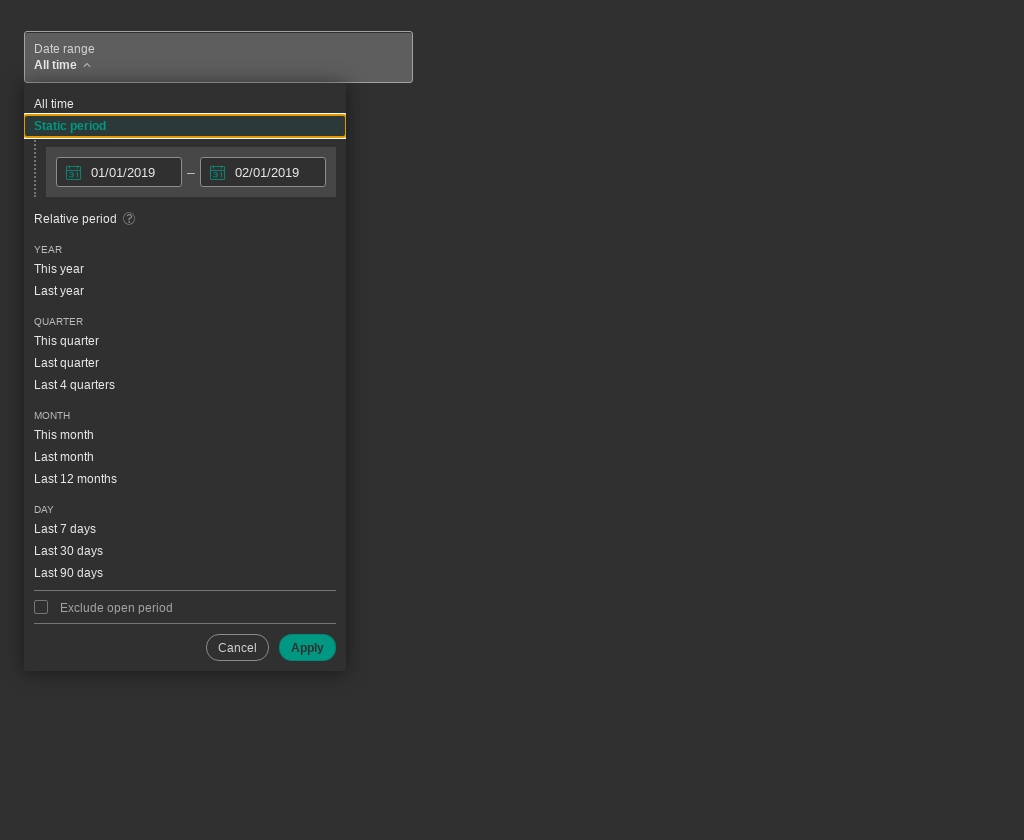 Date range
All time
All time
Static period
01/01/2019 – 02/01/2019
Relative period ?
YEAR
This year
Last year
QUARTER
This quarter
Last quarter
Last 4 quarters
MONTH
This month
Last month
Last 12 months
DAY
Last 7 days
Last 30 days
Last 90 days
Exclude open period
Cancel Apply